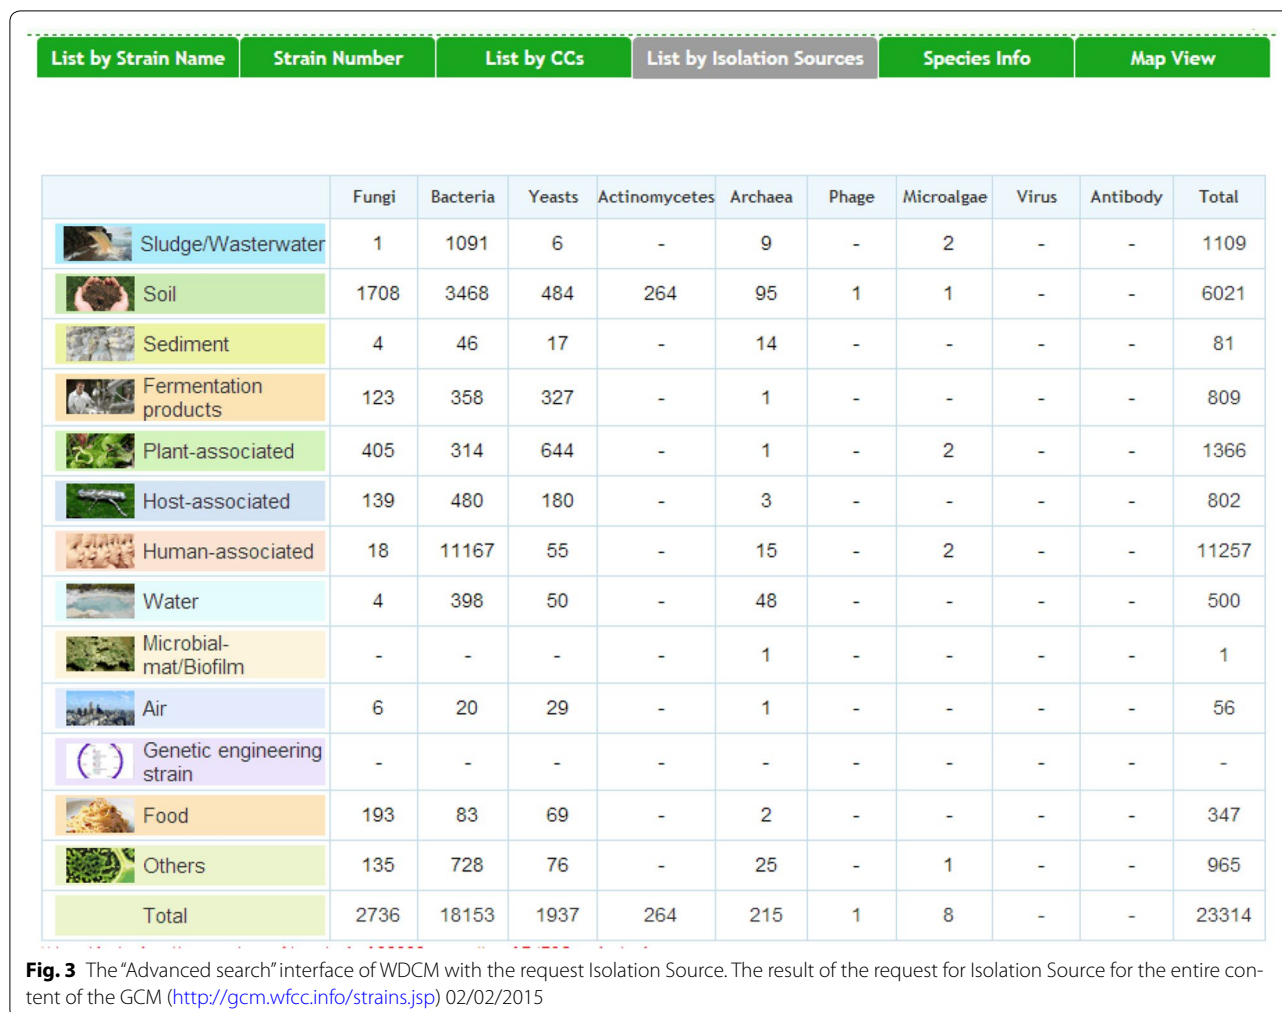 List by Strain Name Strain Number List by CCs List by Isolation Sources Species Info Map View
Fungi Bacteria Yeasts Actinomycetes Archaea Phage Microalgae Virus Antibody Total
Sludge/Wasterwater 1 1091 6 - 9 - 2 - - 1109
Soil 1708 3468 484 264 95 1 1 - - 6021
Sediment 4 46 17 - 14 - - - - 81
Fermentation
products 123 358 327 - 1 - - - - 809
Plant-associated 405 314 644 - 1 - 2 - - 1366
Host-associated 139 480 180 - 3 - - - - 802
Human-associated 18 11167 55 - 15 - 2 - - 11257
Water 4 398 50 - 48 - - - - 500
Microbial-
mat/Biofilm - - - - 1 - - - - 1
Air 6 20 29 - 1 - - - - 56
Genetic engineering
strain - - - - - - - - - -
Food 193 83 69 - 2 - - - - 347
Others 135 728 76 - 25 - 1 - - 965
Total 2736 18153 1937 264 215 1 8 - - 23314
Fig. 3 The “Advanced search” interface of WDCM with the request Isolation Source. The result of the request for Isolation Source for the entire con-
tent of the GCM (http://gcm.wfcc.info/strains.jsp) 02/02/2015